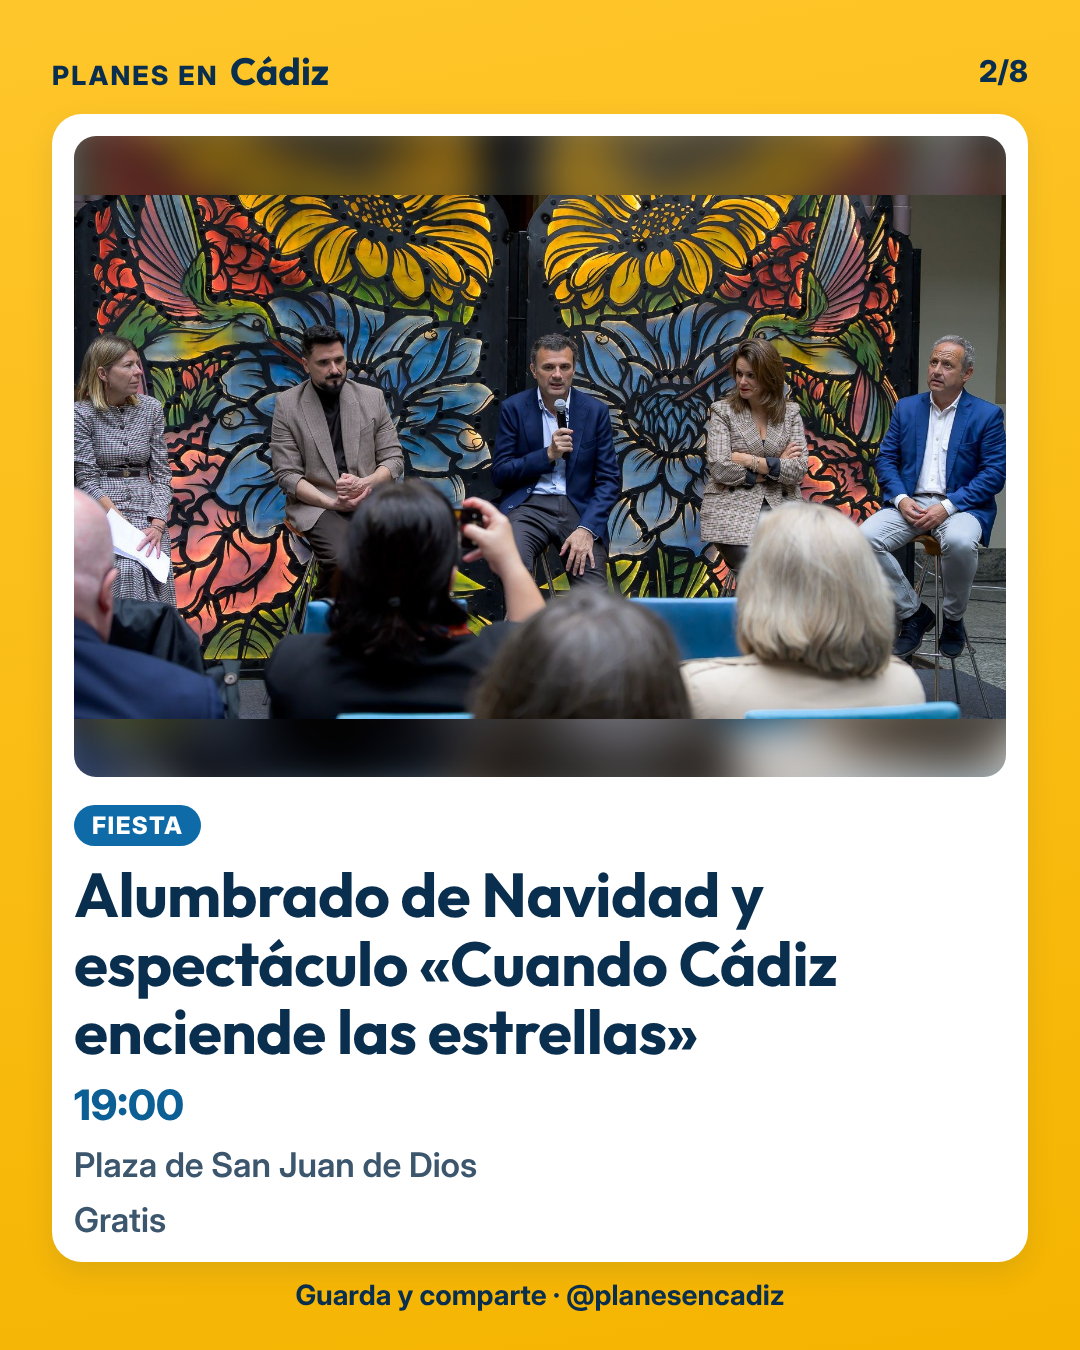 PLANES EN Cádiz
2/8
FIESTA
Alumbrado de Navidad y
espectáculo «Cuando Cádiz
enciende las estrellas»
19:00
Plaza de San Juan de Dios
Gratis
Guarda y comparte · @planesencadiz